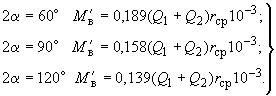 2α = 60° M′в = 0,189(Q1 + Q2)rср10⁻³;
2α = 90° M′в = 0,158(Q1 + Q2)rср10⁻³;
2α = 120° M′в = 0,139(Q1 + Q2)rср10⁻³.